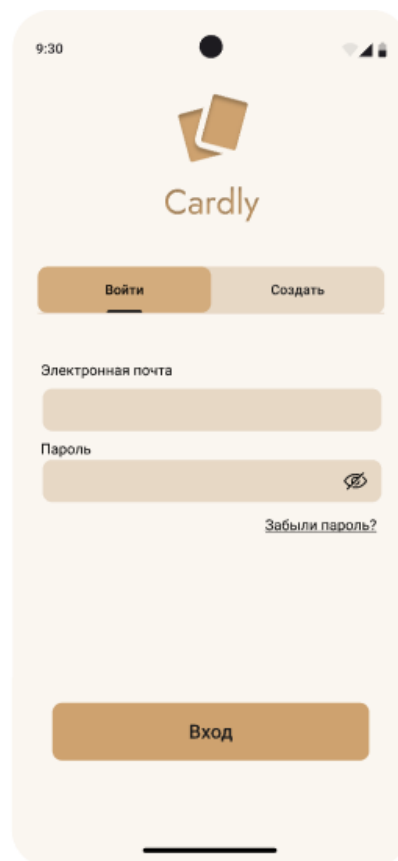 9:30
Cardly
Войти Создать
Электронная почта
Пароль
Забыли пароль?
Вход